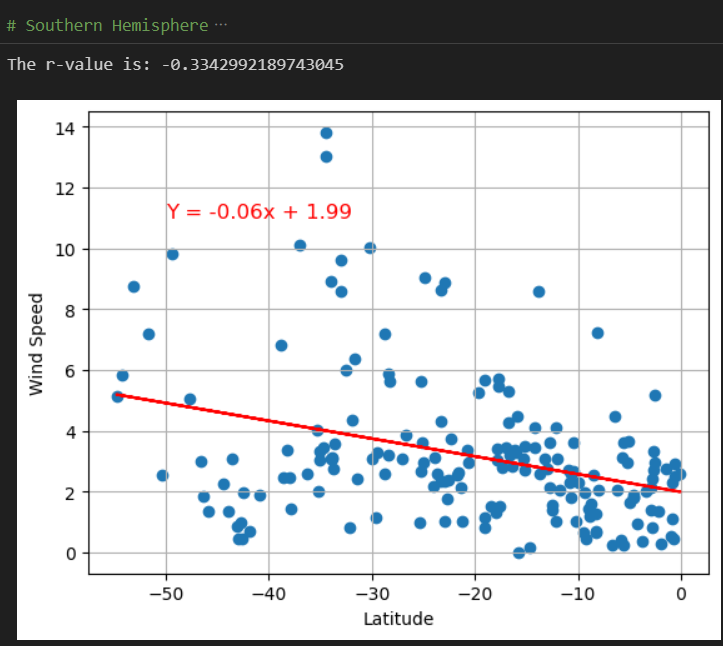 # Southern Hemisphere ···
The r-value is: -0.3342992189743045
14
12
Y = -0.06x + 1.99
10
8
Wind Speed
6
4
2
0
−50 −40 −30 −20 −10 0
Latitude